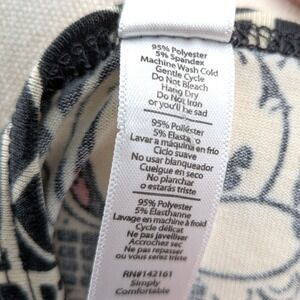 95% Polyester
5% Spandex
Machine Wash Cold
Gentle Cycle
Do Not Bleach
Hang Dry
Do Not Iron
or you'll be sad
95% Poliéster
5% Elasta
Lavar a máquina en frío
Ciclo suave
No usar blanqueador
Cuelgue en seco
No planchar
o estarás triste
95% Polyester
5% Élasthanne
Lavage en machine à froid
Cycle délicat
Ne pas javelliser
Accrochez sec
Ne pas repasser
ou vous serez triste
RN#142161
Simply
Comfortable